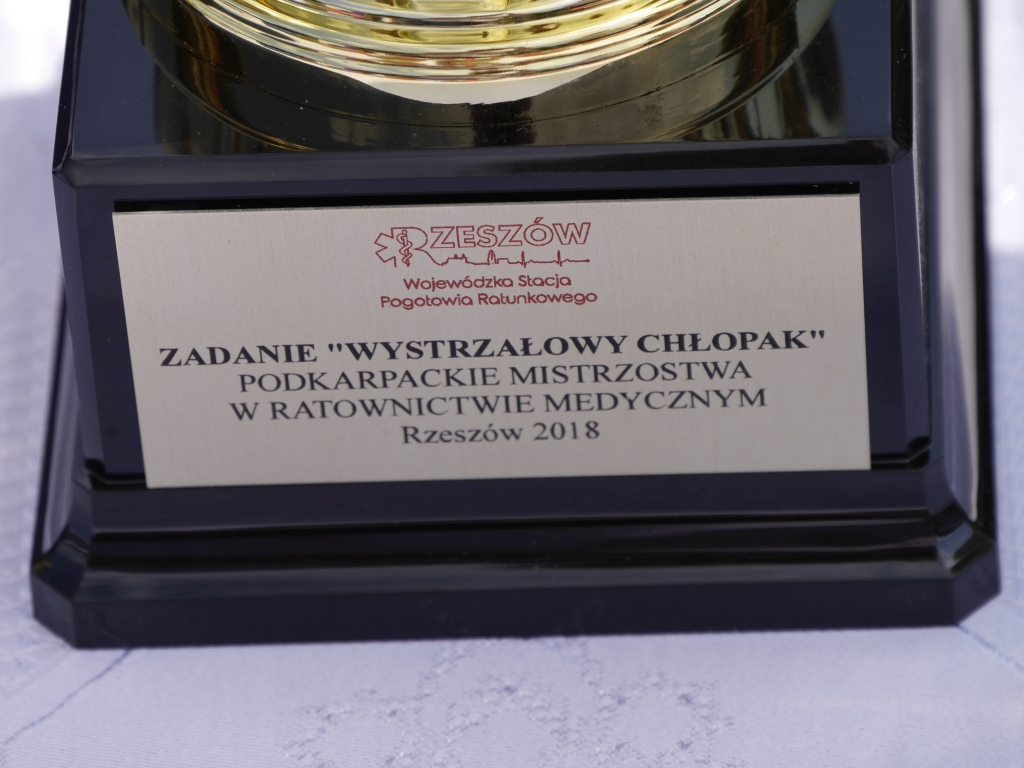 RZESZÓW
Wojewódzka Stacja
Pogotowia Ratunkowego
ZADANIE "WYSTRZAŁOWY CHŁOPAK"
PODKARPACKIE MISTRZOSTWA
W RATOWNICTWIE MEDYCZNYM
Rzeszów 2018